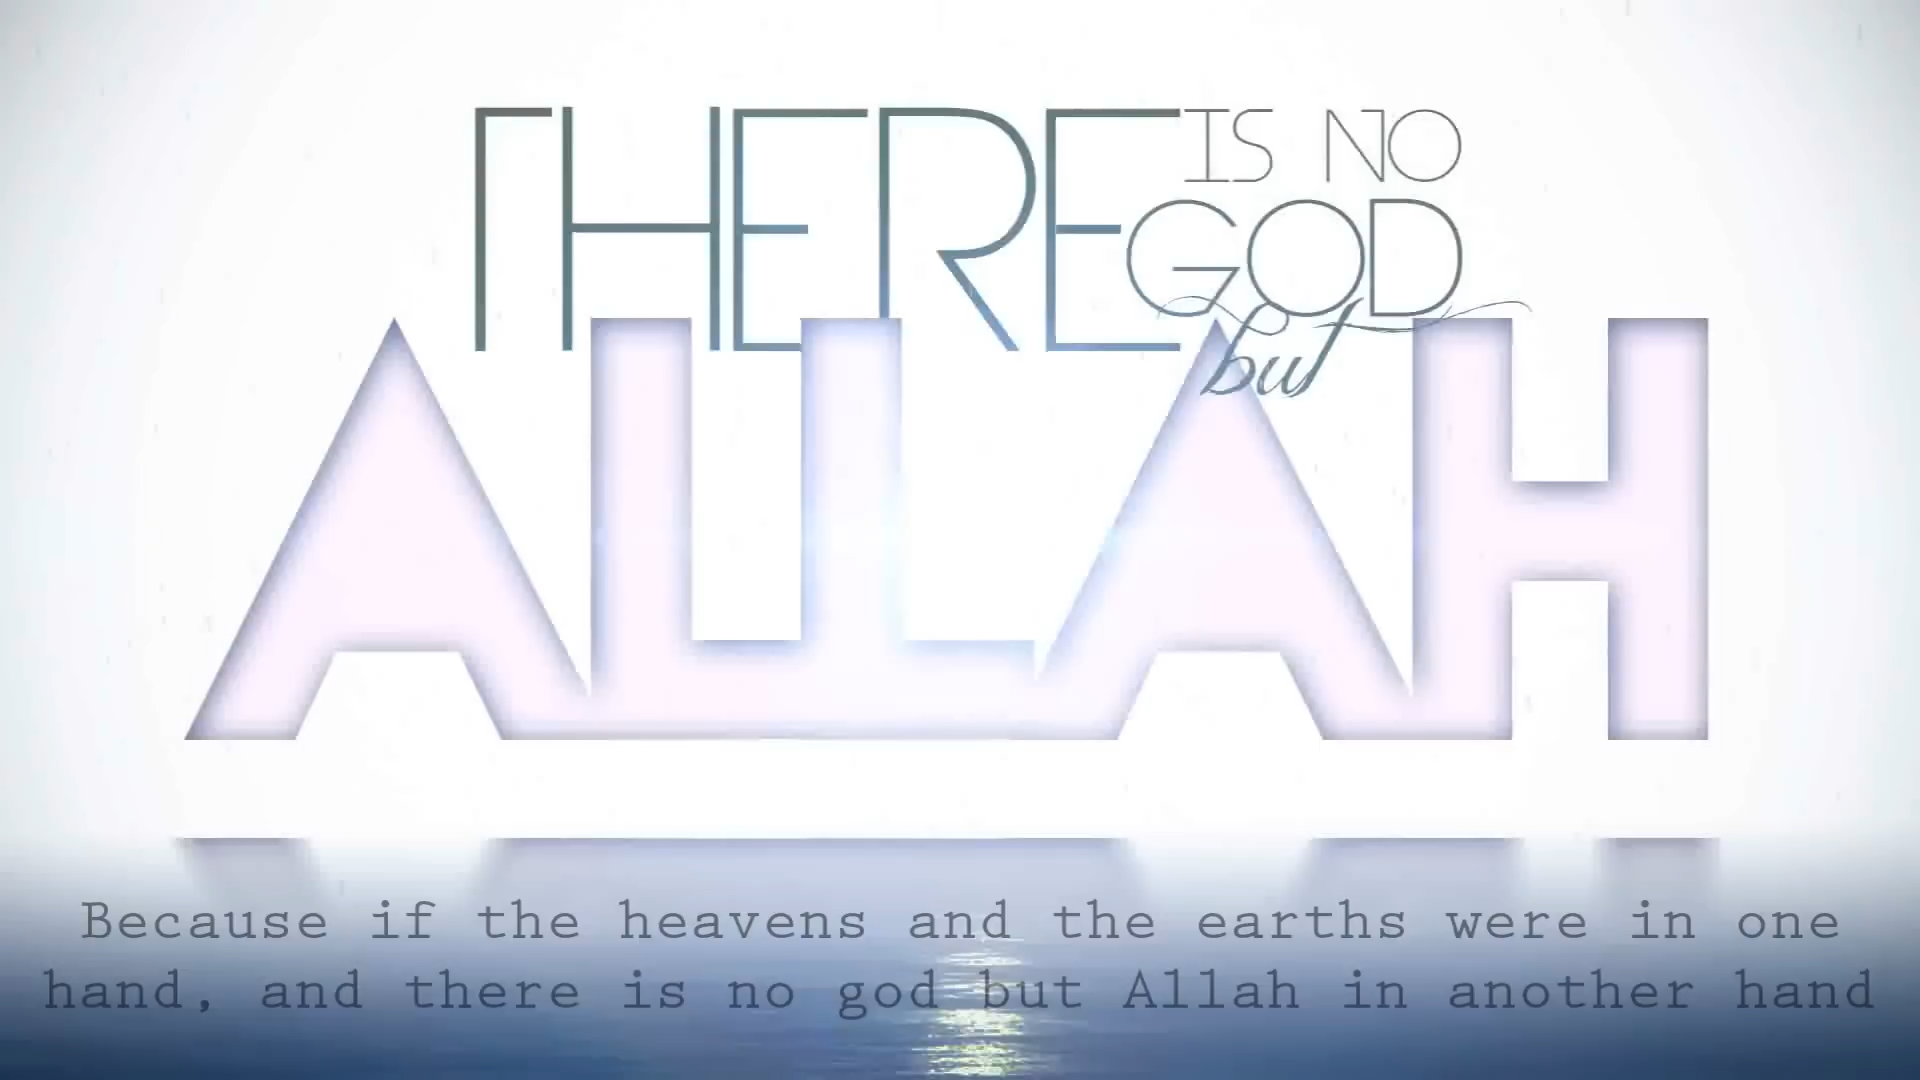 THERE IS NO
GOD
but
ALLAH
Because if the heavens and the earths were in one
hand, and there is no god but Allah in another hand